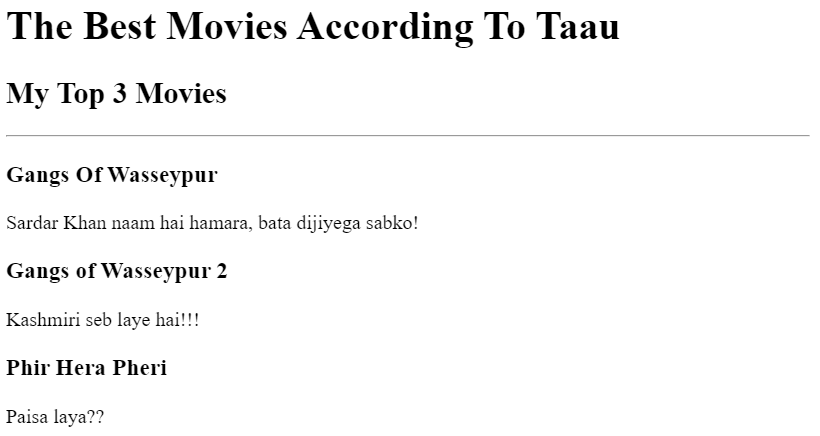 The Best Movies According To Taau
My Top 3 Movies
Gangs Of Wasseypur
Sardar Khan naam hai hamara, bata dijiyega sabko!
Gangs of Wasseypur 2
Kashmiri seb laye hai!!!
Phir Hera Pheri
Paisa laya??